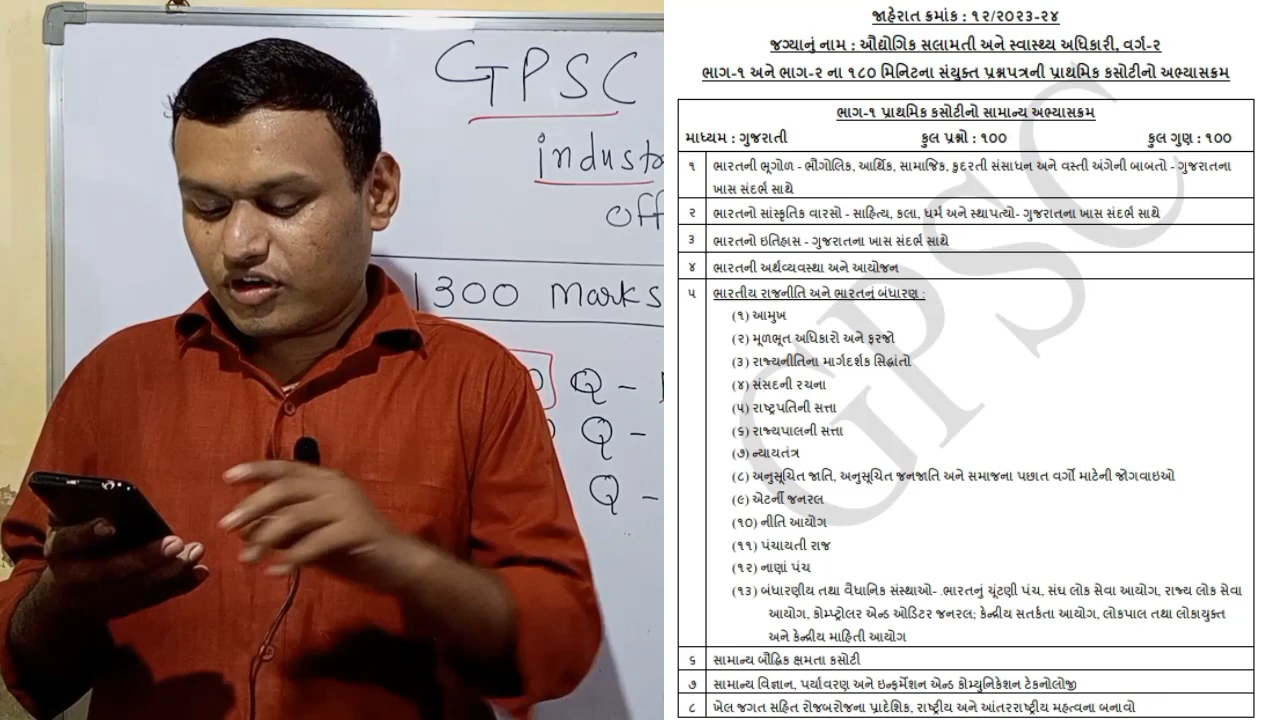 GPSC
industr
off
1300 Marks
Q -
Q -
Q -
જાહેરાત ક્રમાંક : ૧૨/૨૦૨૩-૨૪
જગ્યાનું નામ : ઔદ્યોગિક સલામતી અને સ્વાસ્થ્ય અધિકારી, વર્ગ-૨
ભાગ-૧ અને ભાગ-૨ ના ૧૮૦ મિનિટના સંયુક્ત પ્રશ્નપત્રની પ્રાથમિક કસોટીનો અભ્યાસક્રમ
ભાગ-૧ પ્રાથમિક કસોટીનો સામાન્ય અભ્યાસક્રમ
માધ્યમ : ગુજરાતી કુલ પ્રશ્નો : ૧૦૦ કુલ ગુણ : ૧૦૦
૧ ભારતની ભૂગોળ - ભૌગોલિક, આર્થિક, સામાજિક, કુદરતી સંસાધન અને વસ્તી અંગેની બાબતો - ગુજરાતના
ખાસ સંદર્ભ સાથે
૨ ભારતનો સાંસ્કૃતિક વારસો - સાહિત્ય, કલા, ધર્મ અને સ્થાપત્યો- ગુજરાતના ખાસ સંદર્ભ સાથે
૩ ભારતનો ઇતિહાસ - ગુજરાતના ખાસ સંદર્ભ સાથે
૪ ભારતની અર્થવ્યવસ્થા અને આયોજન
૫ ભારતીય રાજનીતિ અને ભારતનું બંધારણ :
(૧) આમુખ
(૨) મૂળભૂત અધિકારો અને ફરજો
(૩) રાજ્યનીતિના માર્ગદર્શક સિદ્ધાંતો
(૪) સંસદની રચના
(૫) રાષ્ટ્રપતિની સત્તા
(૬) રાજ્યપાલની સત્તા
(૭) ન્યાયતંત્ર
(૮) અનુસૂચિત જાતિ, અનુસૂચિત જનજાતિ અને સમાજના પછાત વર્ગો માટેની જોગવાઇઓ
(૯) એટર્ની જનરલ
(૧૦) નીતિ આયોગ
(૧૧) પંચાયતી રાજ
(૧૨) નાણાં પંચ
(૧૩) બંધારણીય તથા વૈધાનિક સંસ્થાઓ- .ભારતનું ચૂંટણી પંચ, સંઘ લોક સેવા આયોગ, રાજ્ય લોક સેવા
આયોગ, કોમ્પ્ટ્રોલર એન્ડ ઓડિટર જનરલ; કેન્દ્રીય સતર્કતા આયોગ, લોકપાલ તથા લોકાયુક્ત
અને કેન્દ્રીય માહિતી આયોગ
૬ સામાન્ય બૌદ્ધિક ક્ષમતા કસોટી
૭ સામાન્ય વિજ્ઞાન, પર્યાવરણ અને ઇન્ફર્મેશન એન્ડ કોમ્યુનિકેશન ટેકનોલોજી
૮ ખેલ જગત સહિત રોજબરોજના પ્રાદેશિક, રાષ્ટ્રીય અને આંતરરાષ્ટ્રીય મહત્વના બનાવો
GPSC